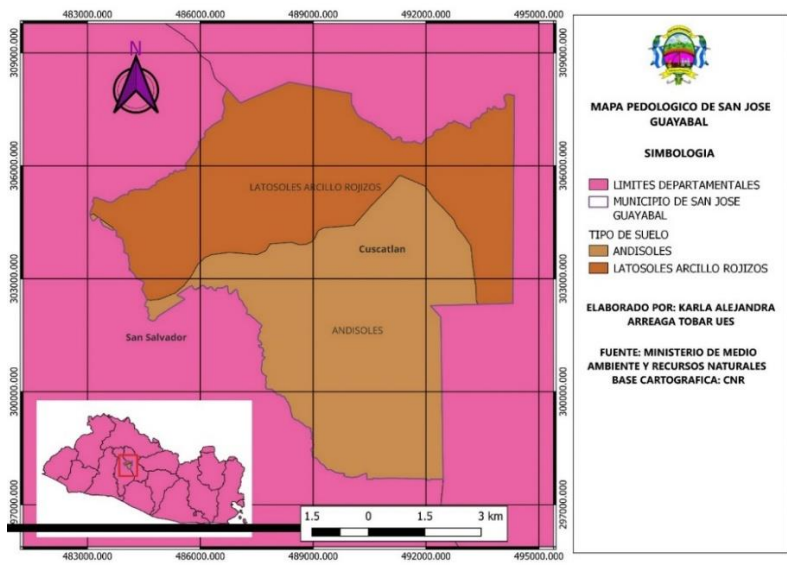 483000.000 486000.000 489000.000 492000.000 495000.000
309000.000
306000.000
303000.000
300000.000
297000.000
309000.000
306000.000
303000.000
300000.000
297000.000
N
LATOSOLES ARCILLO ROJIZOS
Cuscatlan
San Salvador
ANDISOLES
1.5 0 1.5 3 km
483000.000 486000.000 489000.000 492000.000 495000.000
MAPA PEDOLOGICO DE SAN JOSE
GUAYABAL
SIMBOLOGIA
LIMITES DEPARTAMENTALES
MUNICIPIO DE SAN JOSE
GUAYABAL
TIPO DE SUELO
ANDISOLES
LATOSOLES ARCILLO ROJIZOS
ELABORADO POR: KARLA ALEJANDRA
ARREAGA TOBAR UES
FUENTE: MINISTERIO DE MEDIO
AMBIENTE Y RECURSOS NATURALES
BASE CARTOGRAFICA: CNR